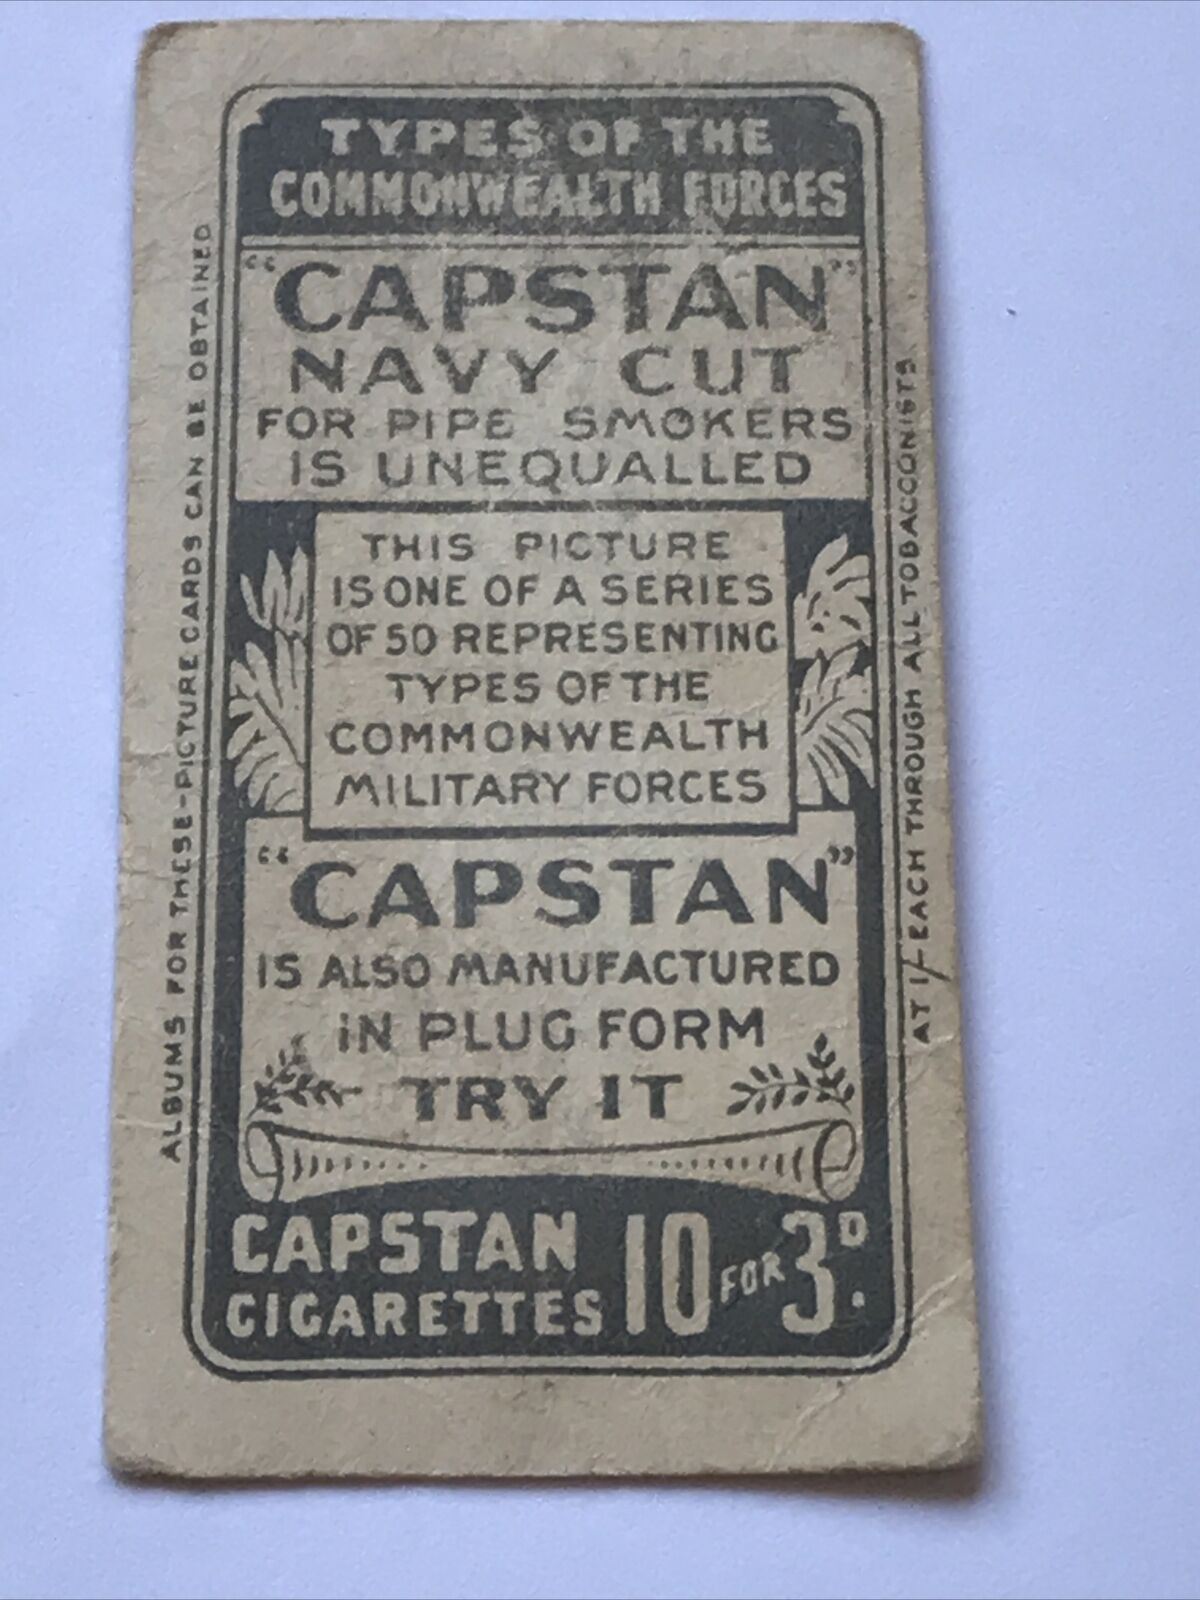 TYPES OF THE
COMMONWEALTH FORCES
"CAPSTAN"
NAVY CUT
FOR PIPE SMOKERS
IS UNEQUALLED
THIS PICTURE
IS ONE OF A SERIES
OF 50 REPRESENTING
TYPES OF THE
COMMONWEALTH
MILITARY FORCES
"CAPSTAN"
IS ALSO MANUFACTURED
IN PLUG FORM
TRY IT
CAPSTAN
CIGARETTES 10 FOR 3D.
ALBUMS FOR THESE-PICTURE CARDS CAN BE OBTAINED
AT 1/- EACH THROUGH ALL TOBACCONISTS